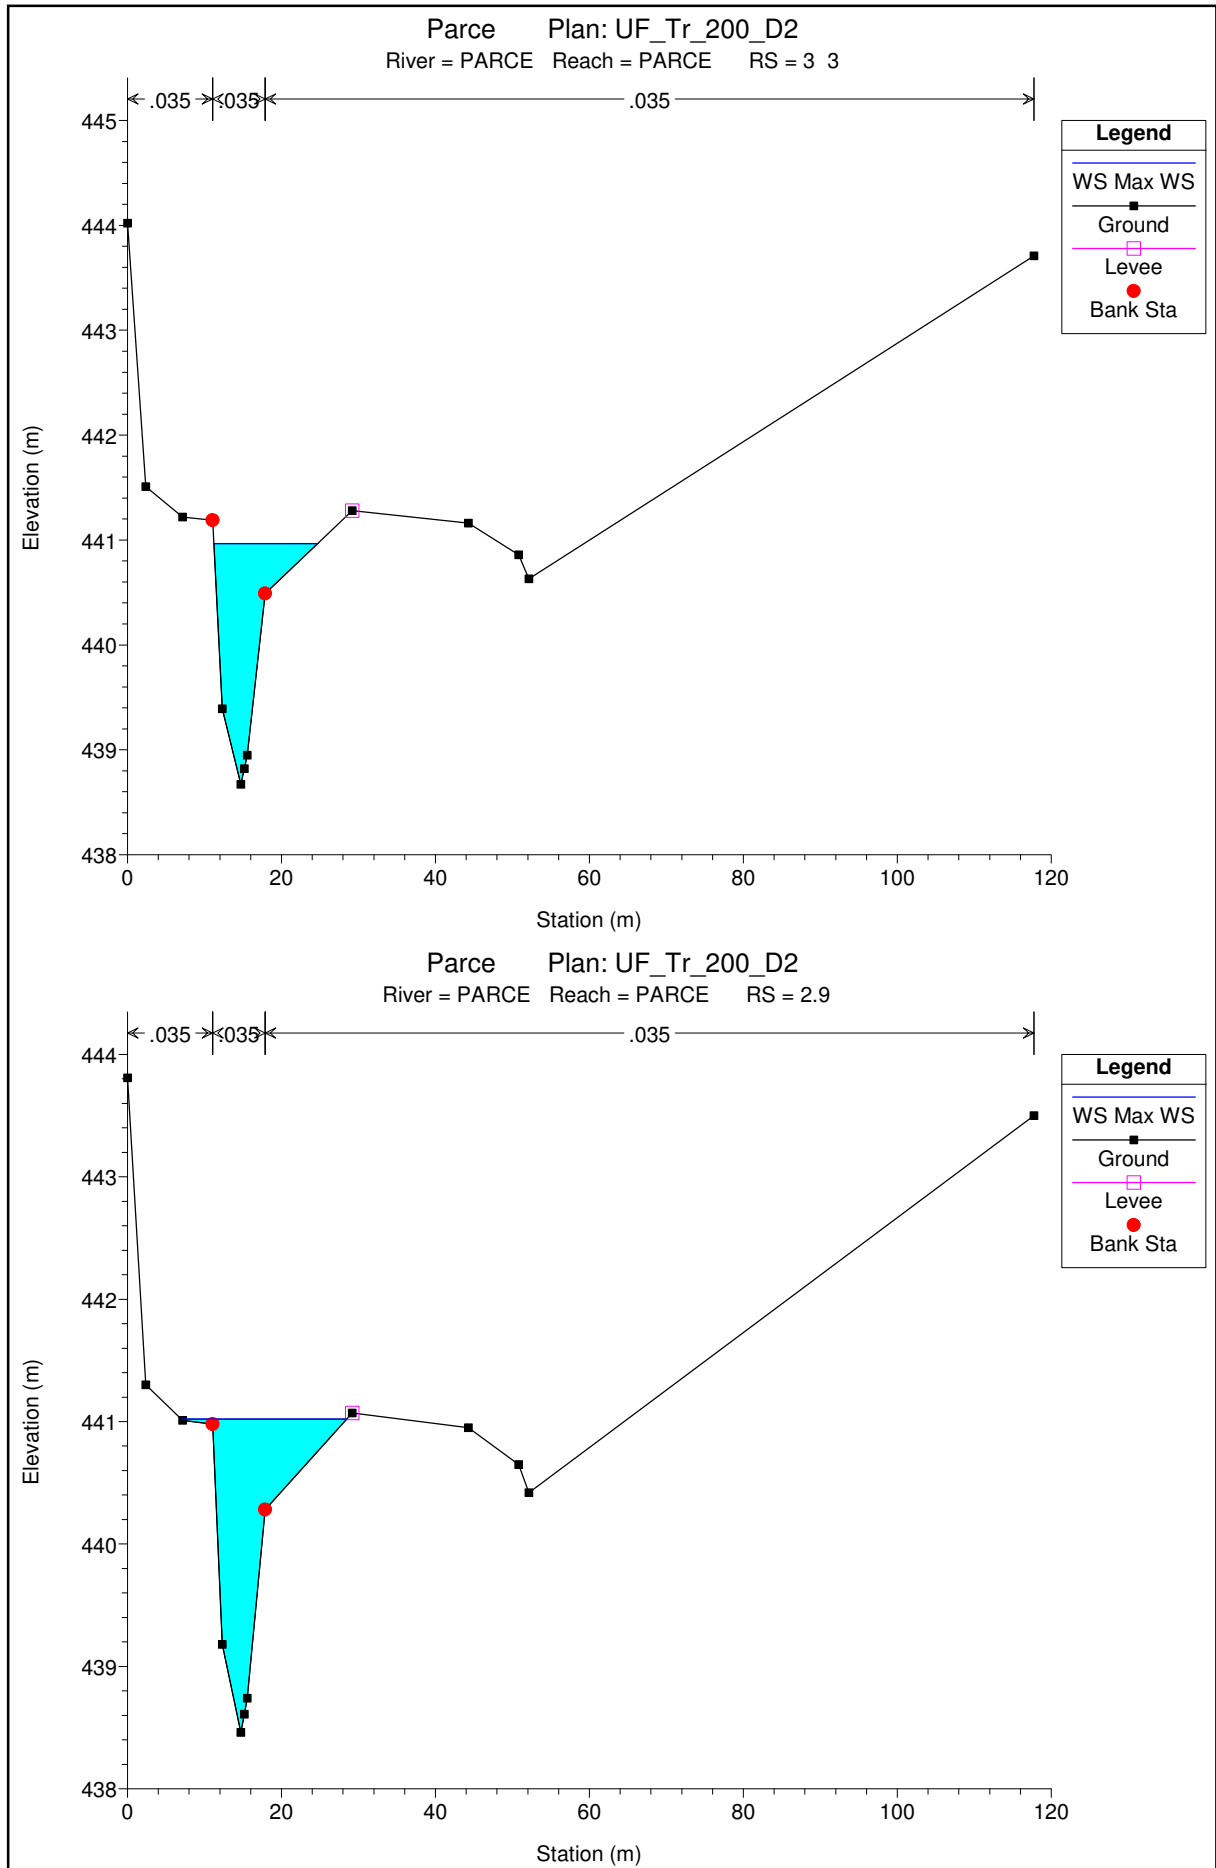 Parce Plan: UF_Tr_200_D2
River = PARCE Reach = PARCE RS = 3 3
.035 .035 .035
445
444
443
442
441
440
439
438
Elevation (m)
0 20 40 60 80 100 120
Station (m)
Legend
WS Max WS
Ground
Levee
Bank Sta
Parce Plan: UF_Tr_200_D2
River = PARCE Reach = PARCE RS = 2.9
.035 .035 .035
444
443
442
441
440
439
438
Elevation (m)
0 20 40 60 80 100 120
Station (m)
Legend
WS Max WS
Ground
Levee
Bank Sta